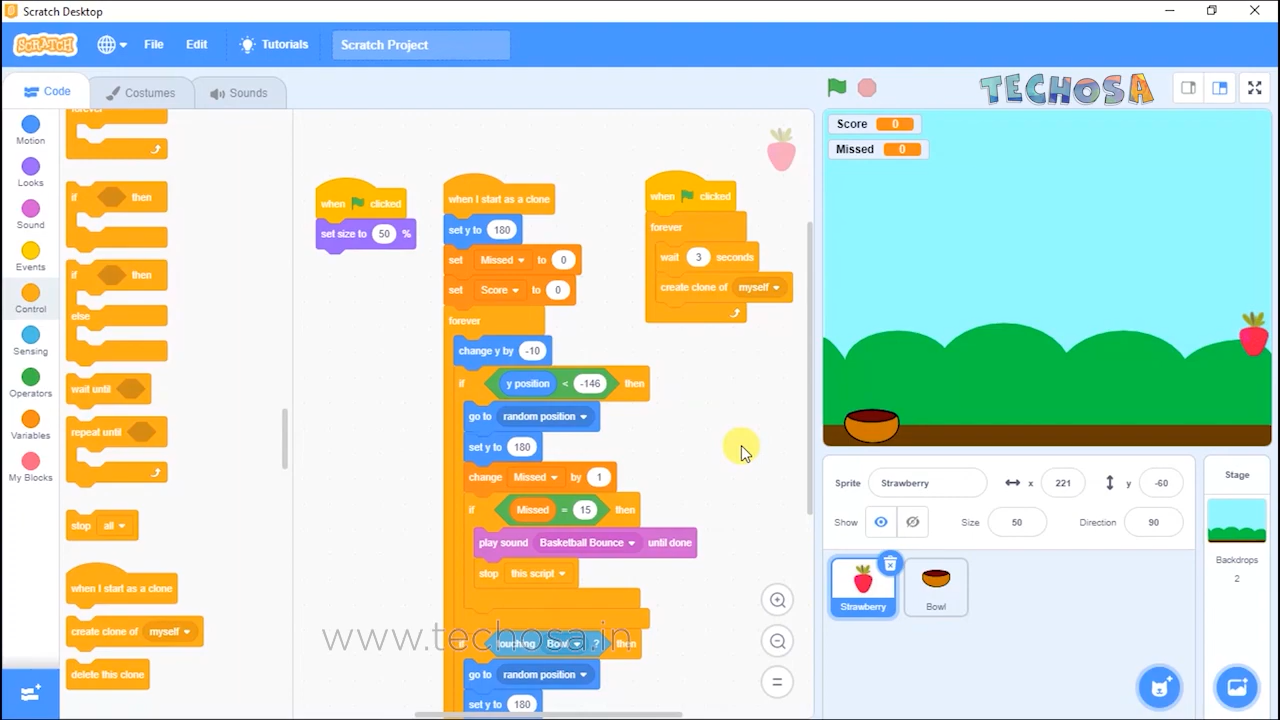 Scratch Desktop
SCRATCH File Edit Tutorials Scratch Project
Code Costumes Sounds TECHOSA
Motion
Looks
Sound
Events
Control
Sensing
Operators
Variables
My Blocks
forever
if then
if then
else
wait until
repeat until
stop all
when I start as a clone
create clone of myself
delete this clone
when clicked
set size to 50 %
when I start as a clone
set y to 180
set Missed to 0
set Score to 0
forever
change y by -10
if y position < -146 then
go to random position
set y to 180
change Missed by 1
if Missed = 15 then
play sound Basketball Bounce until done
stop this script
if touching Bowl ? then
go to random position
set y to 180
when clicked
forever
wait 3 seconds
create clone of myself
www.techosa.in
Score 0
Missed 0
Sprite Strawberry x 221 y -60
Show Size 50 Direction 90
Strawberry
Bowl
Stage
Backdrops
2